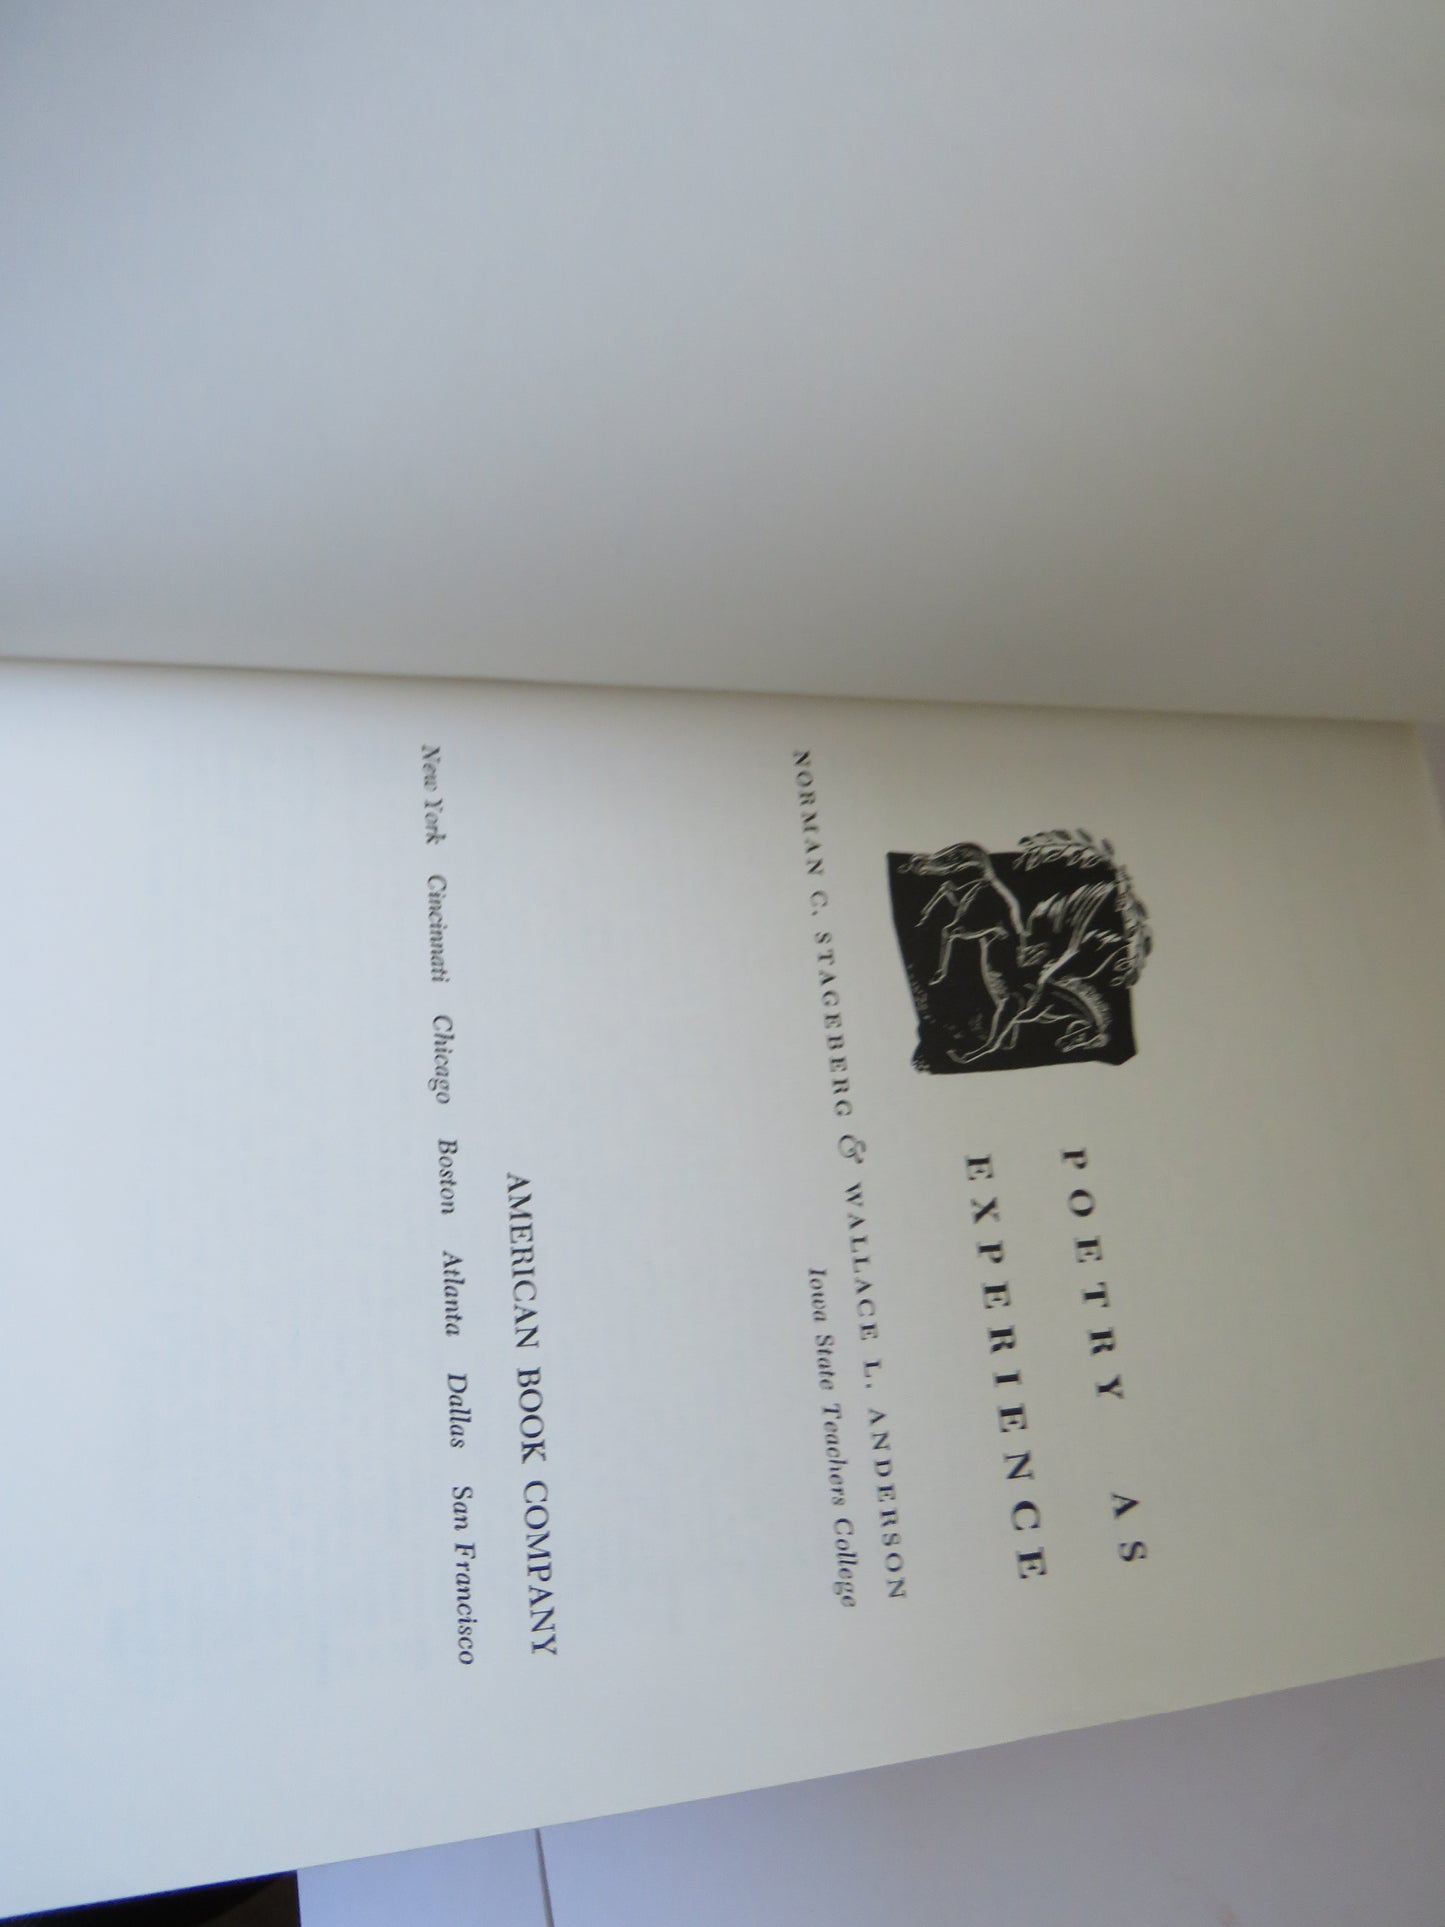 POETRY AS
EXPERIENCE
NORMAN C. STAGEBERG & WALLACE L. ANDERSON
Iowa State Teachers College
AMERICAN BOOK COMPANY
New York Cincinnati Chicago Boston Atlanta Dallas San Francisco